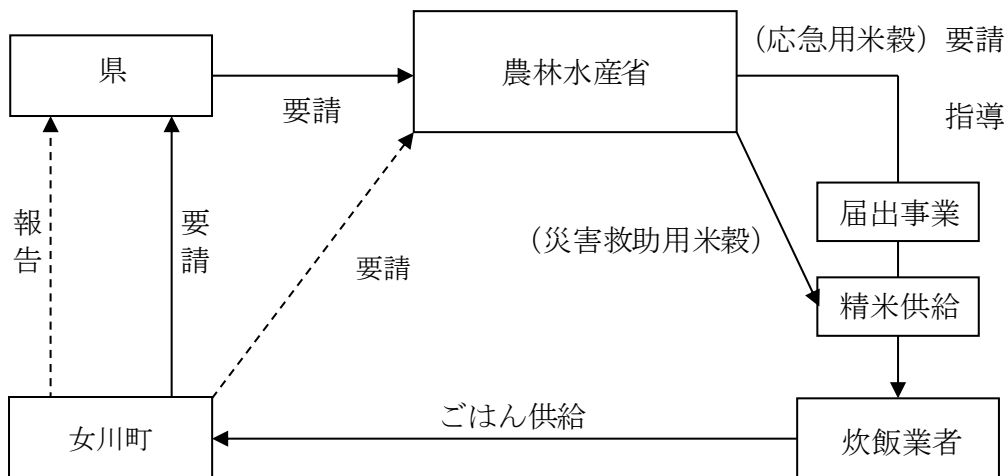 （応急用米穀）要請
県
農林水産省
要請
指導
報告
要請
届出事業
（災害救助用米穀）
要請
精米供給
ごはん供給
女川町
炊飯業者